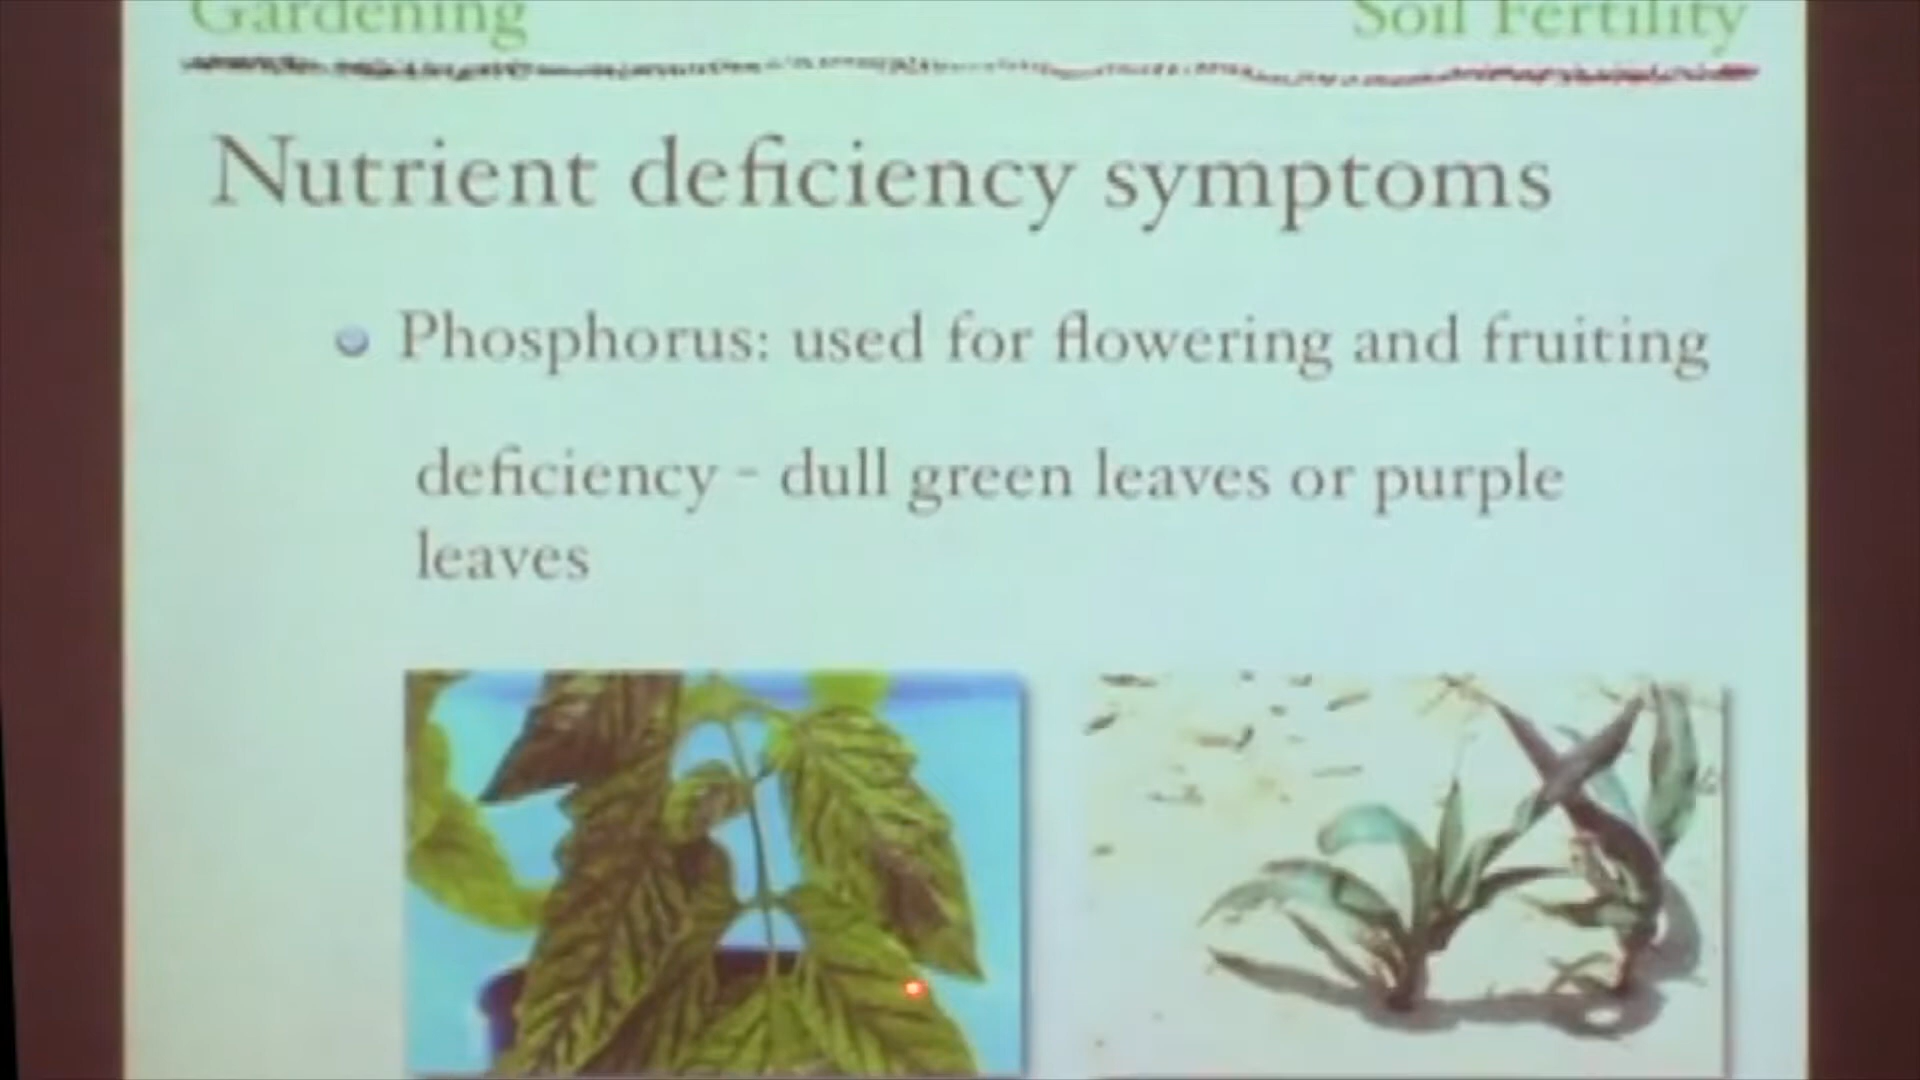 Gardening Soil Fertility
Nutrient deficiency symptoms
Phosphorus: used for flowering and fruiting
deficiency - dull green leaves or purple
leaves